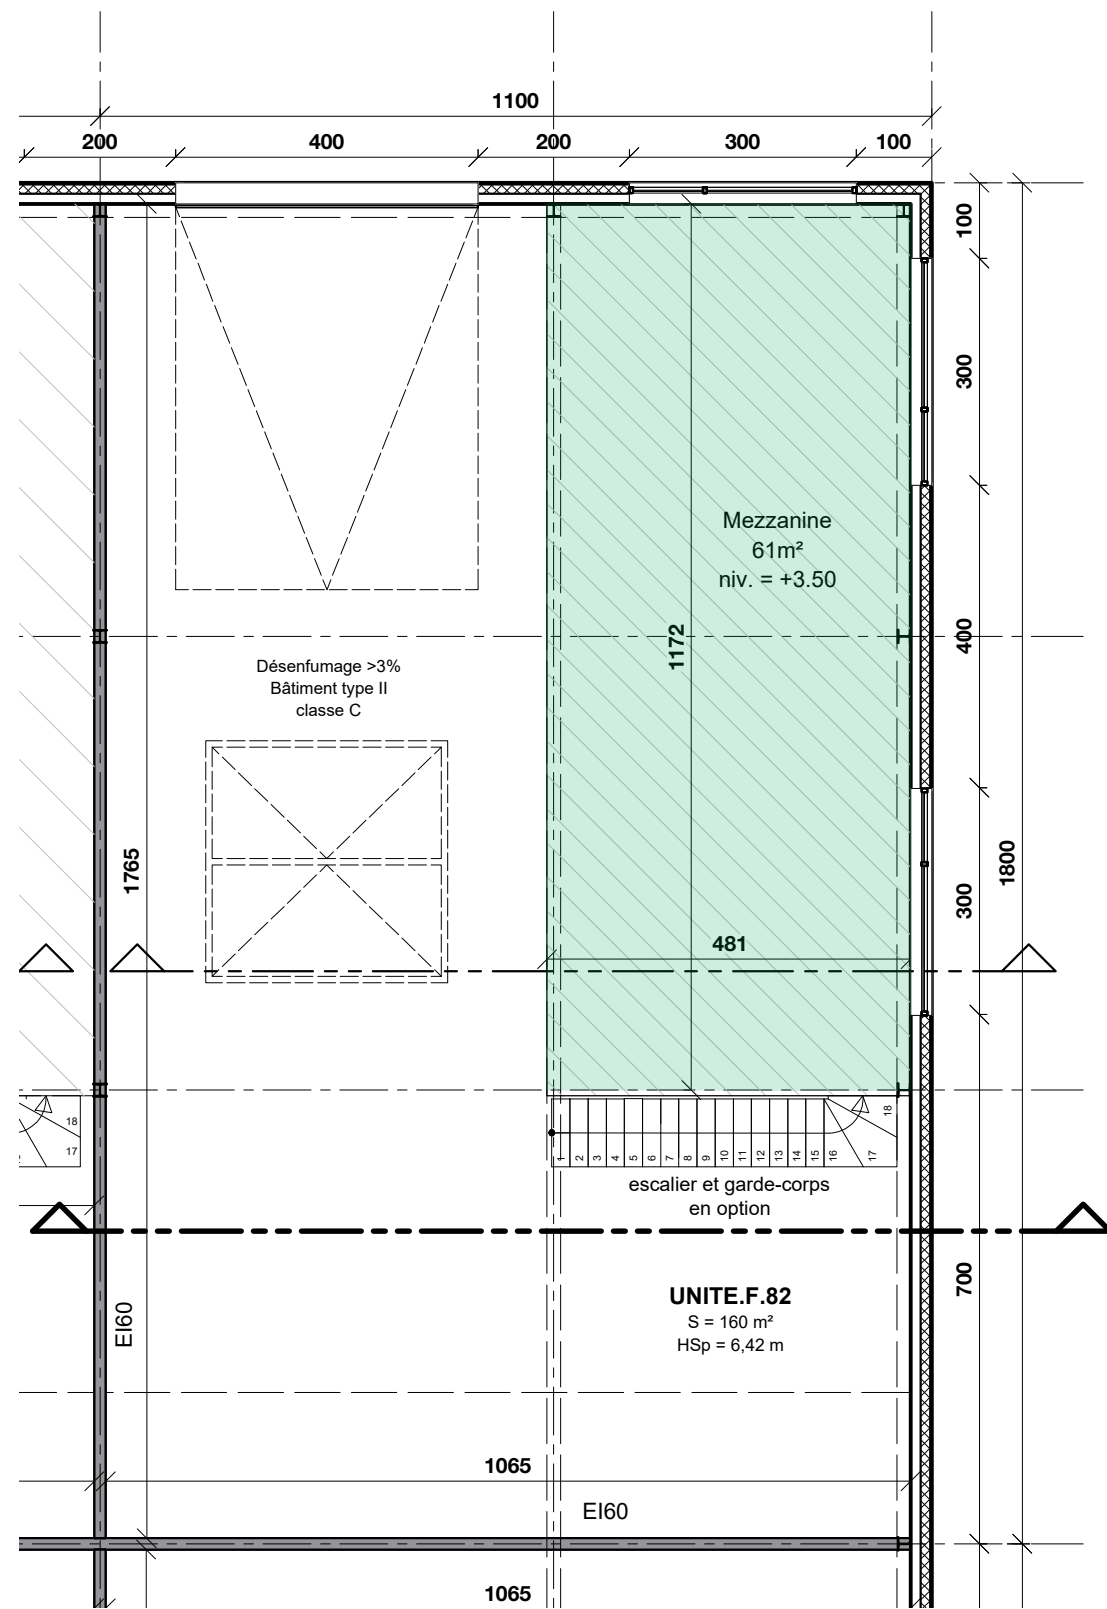 1100
200
400
200
300
100
100
300
Mezzanine
61m²
niv. = +3.50
400
1172
Désenfumage >3%
Bâtiment type II
classe C
1765
1800
300
481
18
17
1
2
3
4
5
6
7
8
9
10
11
12
13
14
15
16
17
18
escalier et garde-corps
en option
700
UNITE.F.82
S = 160 m²
HSp = 6,42 m
EI60
1065
EI60
1065